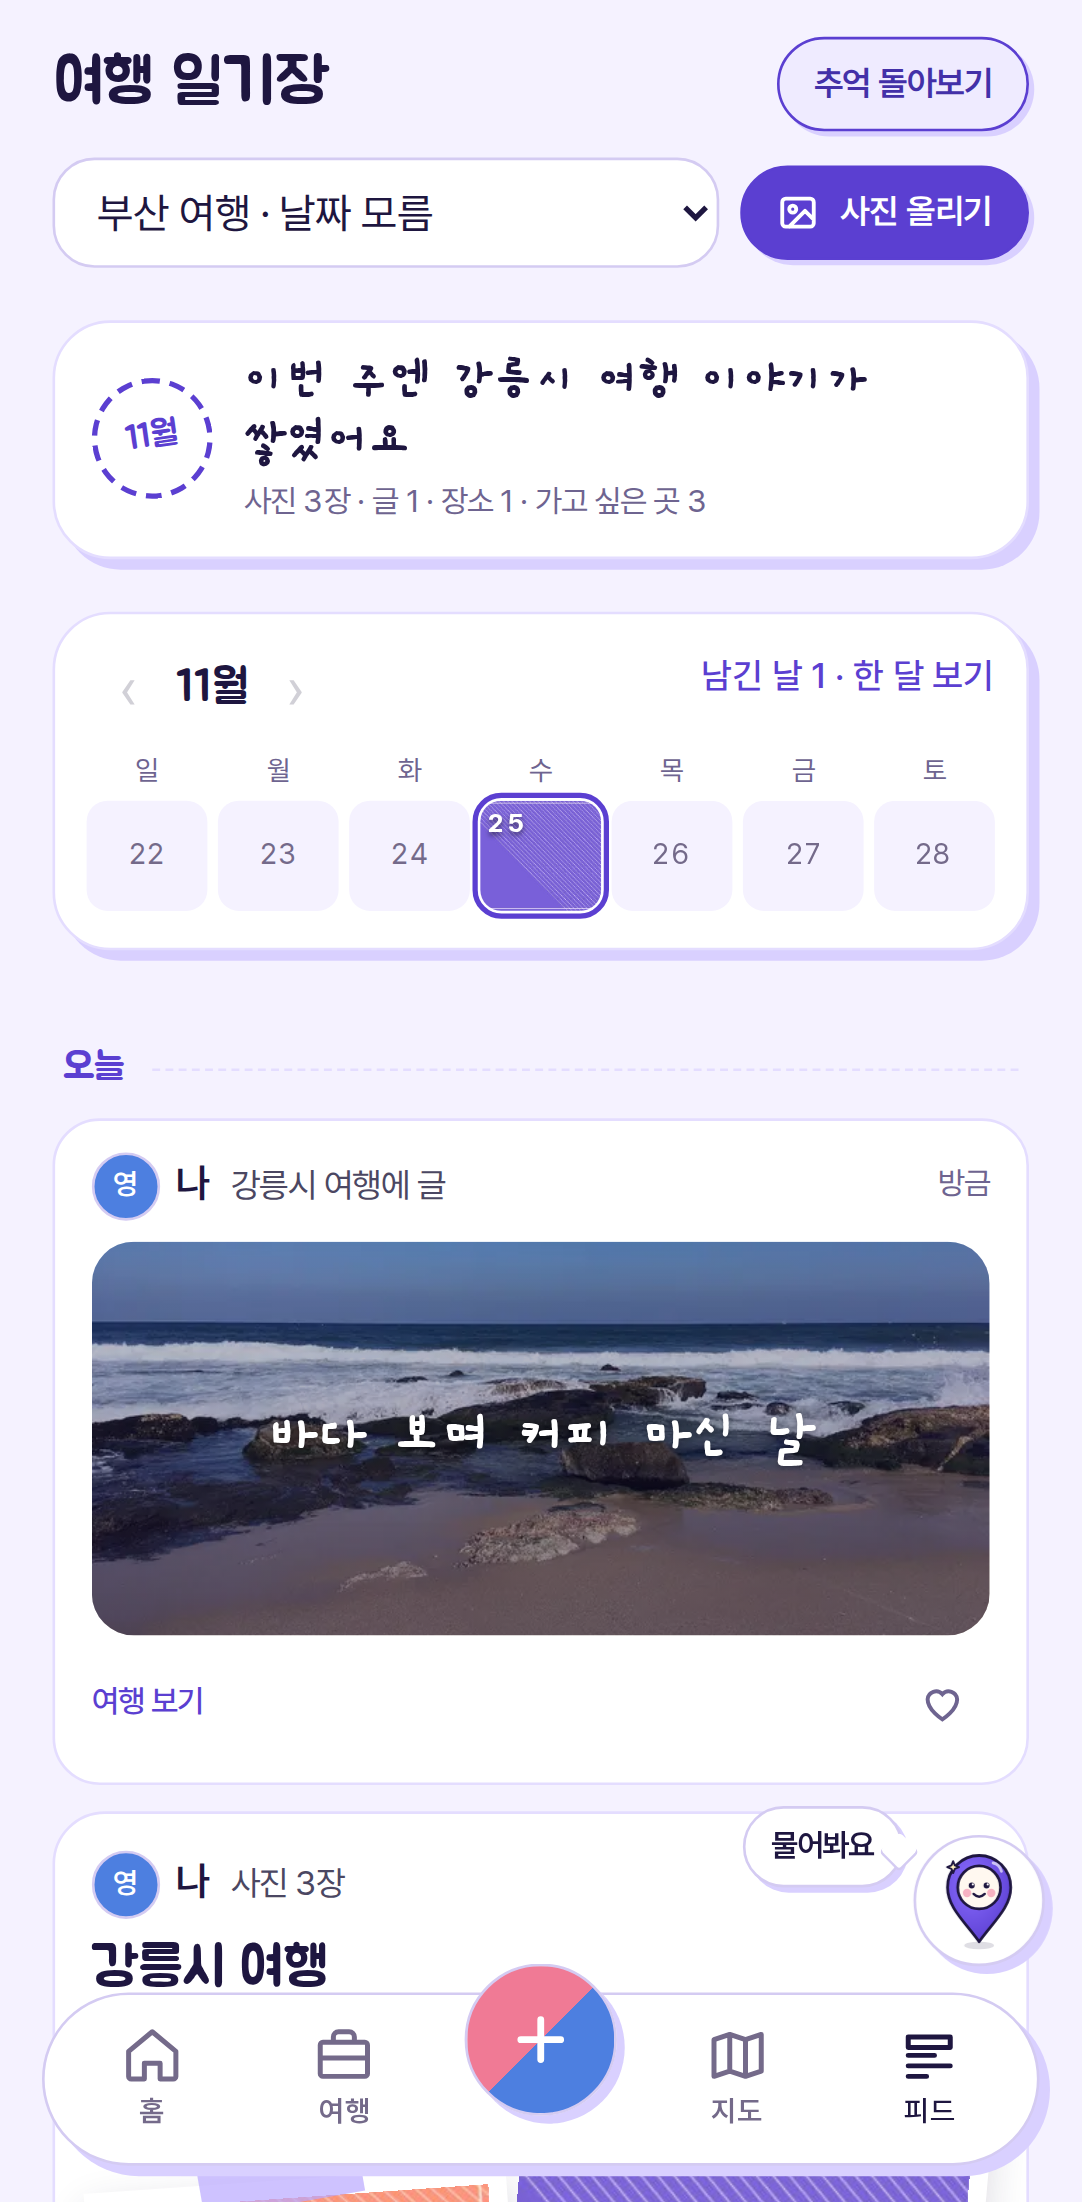 여행 일기장
추억 돌아보기
부산 여행 · 날짜 모름
사진 올리기
11월
이번 주엔 강릉시 여행 이야기가
쌓였어요
사진 3장 · 글 1 · 장소 1 · 가고 싶은 곳 3
11월
남긴 날 1 · 한 달 보기
일 월 화 수 목 금 토
22 23 24 25 26 27 28
오늘
영 나 강릉시 여행에 글
방금
바다 보며 커피 마신 날
여행 보기
물어봐요
영 나 사진 3장
강릉시 여행
홈 여행 지도 피드